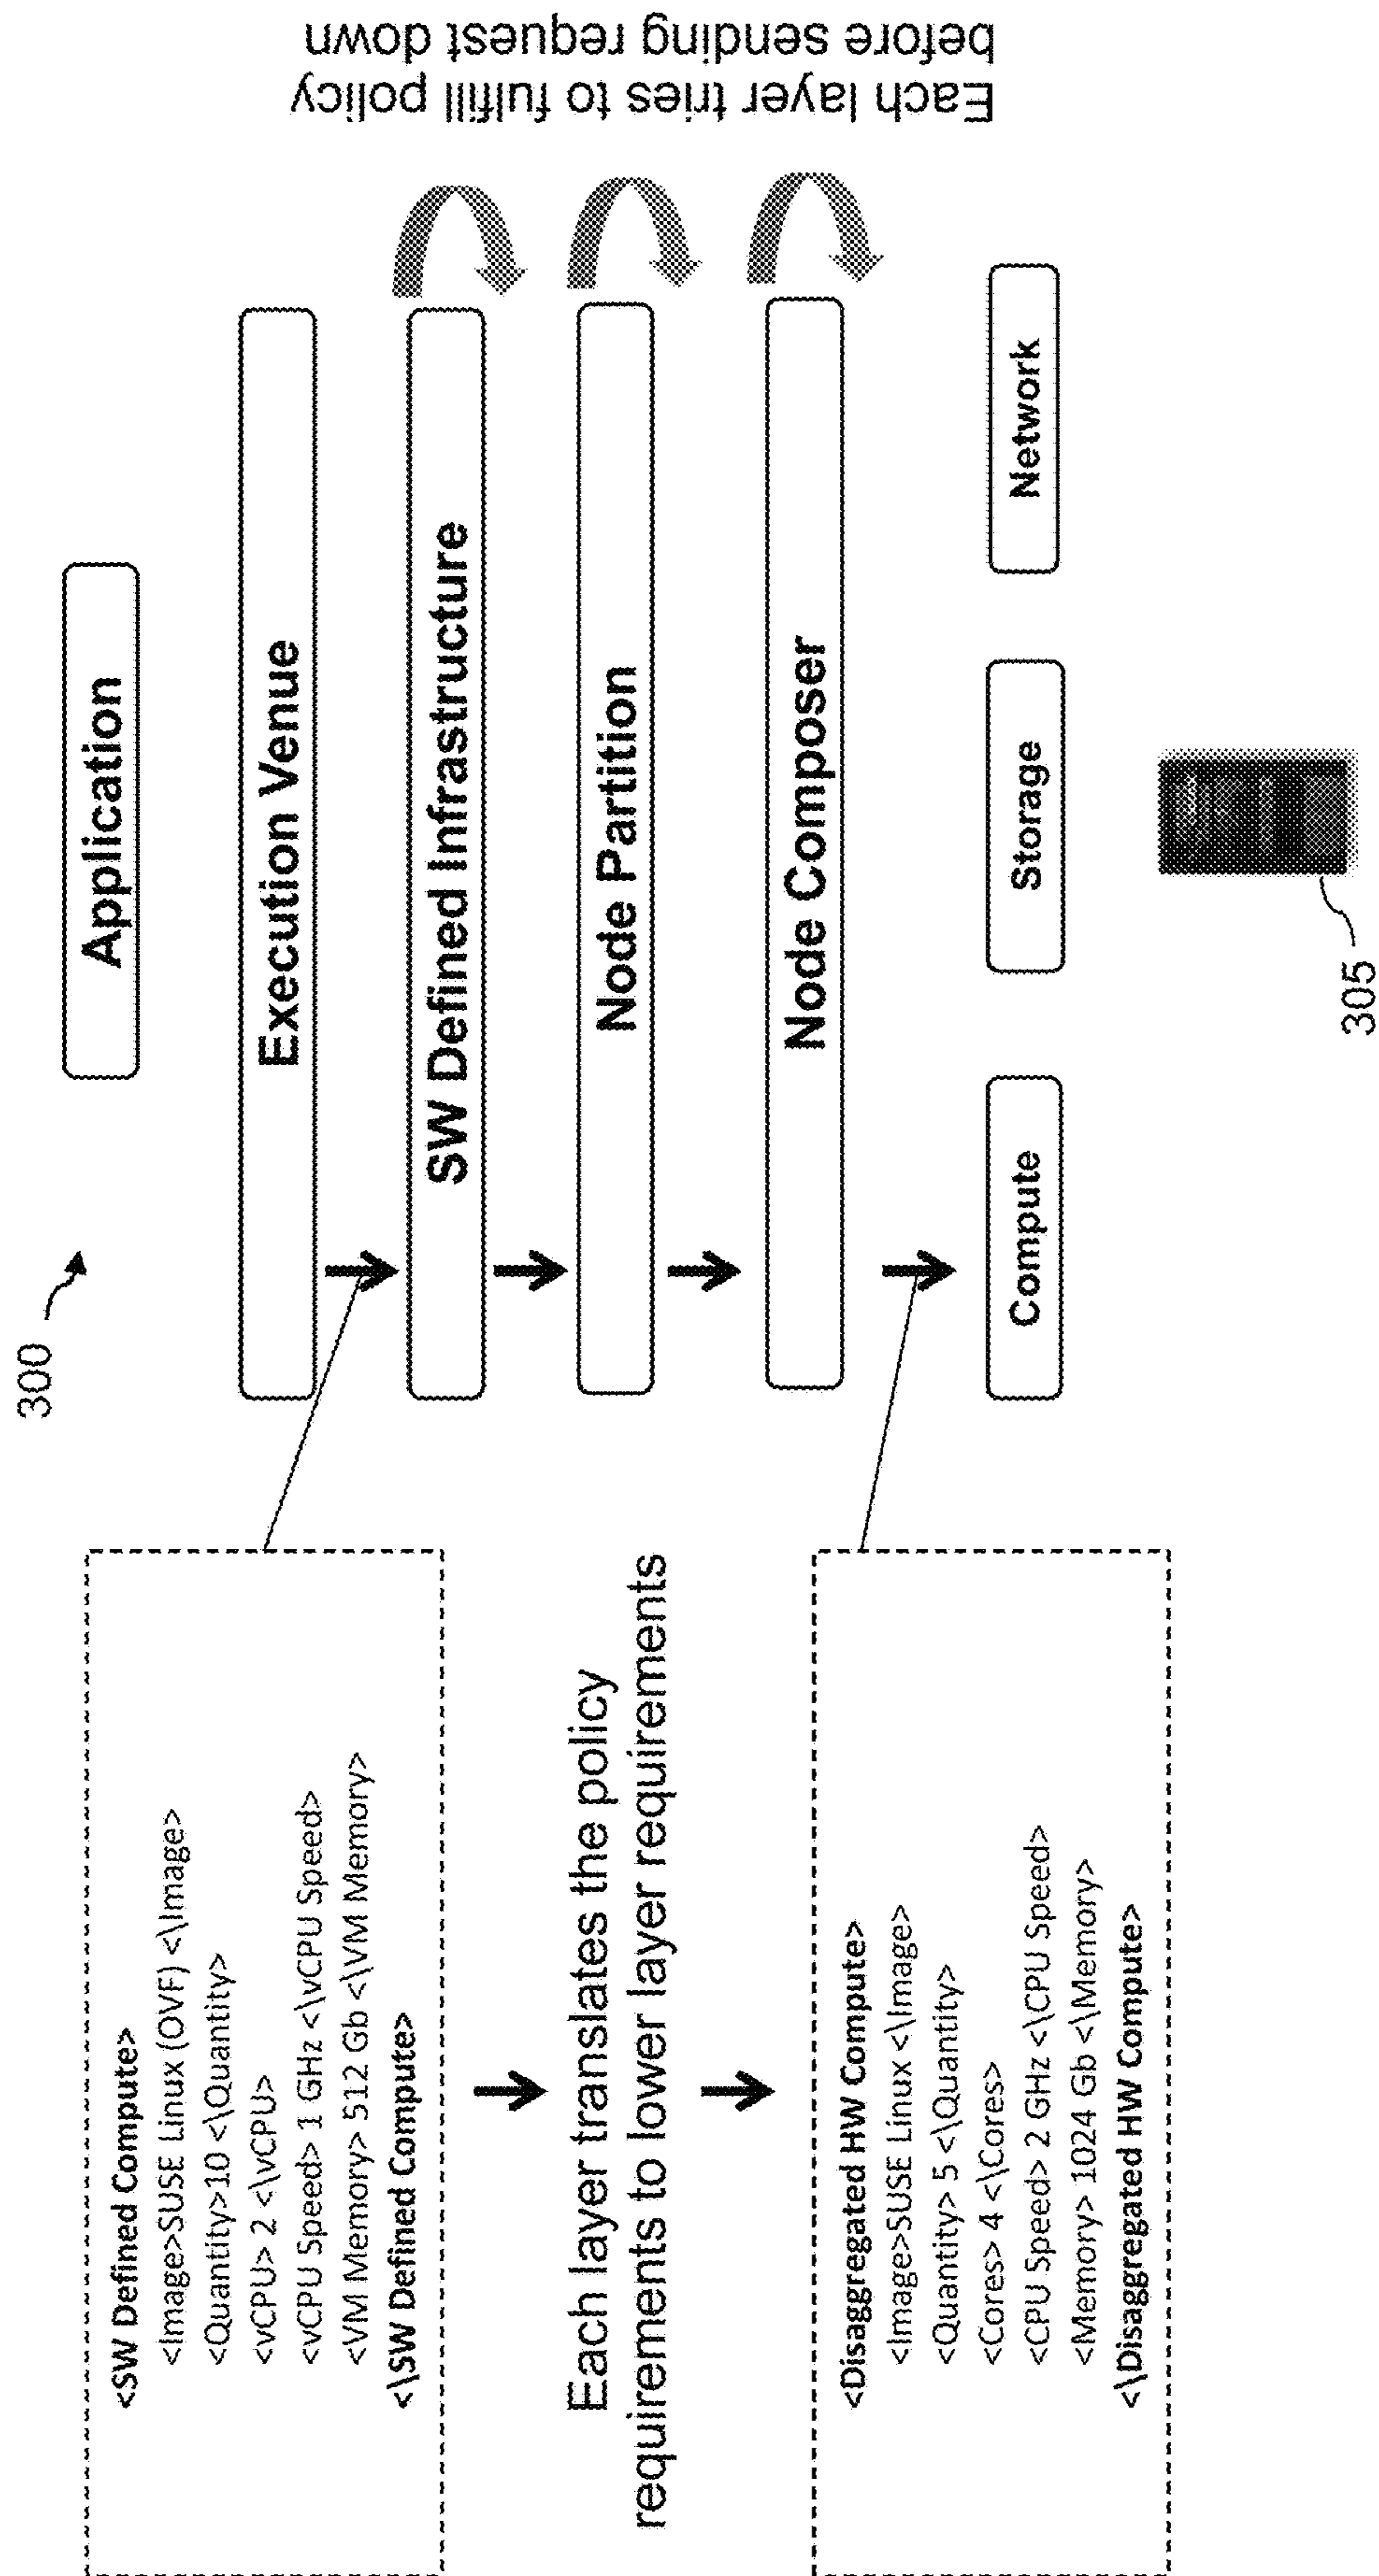 300
<SW Defined Compute>
<Image>SUSE Linux (OVF) <\Image>
<Quantity>10 <\Quantity>
<vCPU> 2 <\vCPU>
<vCPU Speed> 1 GHz <\vCPU Speed>
<VM Memory> 512 Gb <\VM Memory>
<\SW Defined Compute>
Each layer translates the policy
requirements to lower layer requirements
<Disaggregated HW Compute>
<Image>SUSE Linux <\Image>
<Quantity> 5 <\Quantity>
<Cores> 4 <\Cores>
<CPU Speed> 2 GHz <\CPU Speed>
<Memory> 1024 Gb <\Memory>
<\Disaggregated HW Compute>
Application
Execution Venue
SW Defined Infrastructure
Node Partition
Node Composer
Compute
Storage
Network
305
Each layer tries to fulfill policy
before sending request down